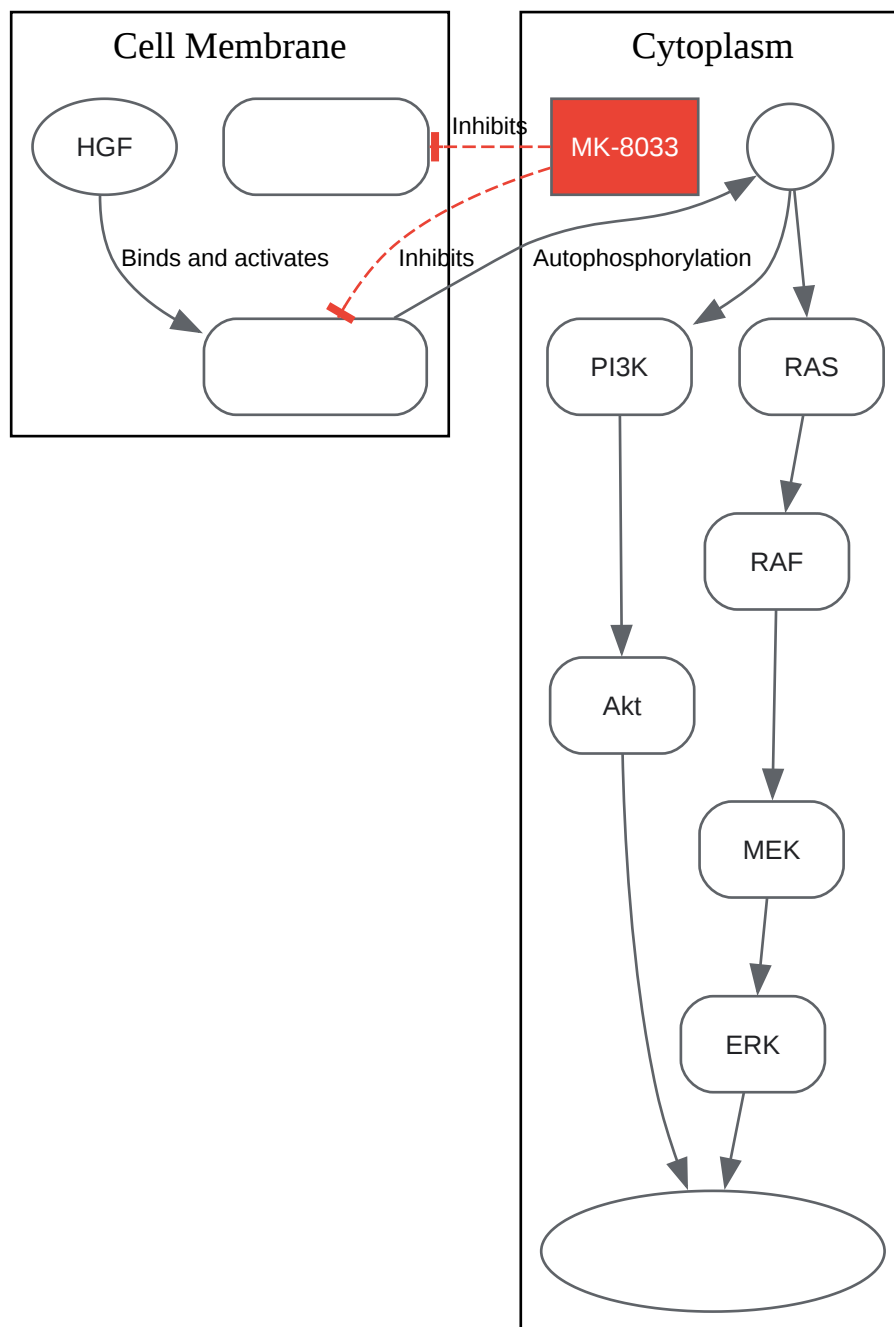 Cell Membrane
Cytoplasm
HGF
Inhibits
MK-8033
Binds and activates
Inhibits
Autophosphorylation
PI3K
RAS
RAF
Akt
MEK
ERK